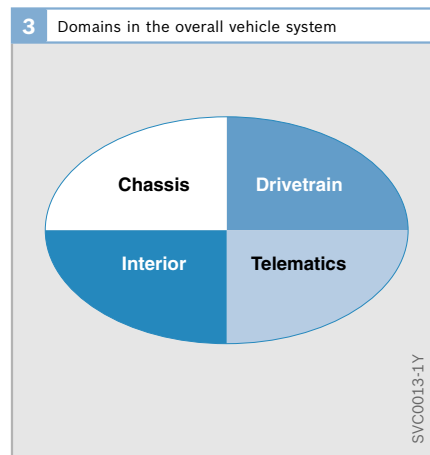 3 Domains in the overall vehicle system
Chassis Drivetrain
Interior Telematics
SVC0013-1Y